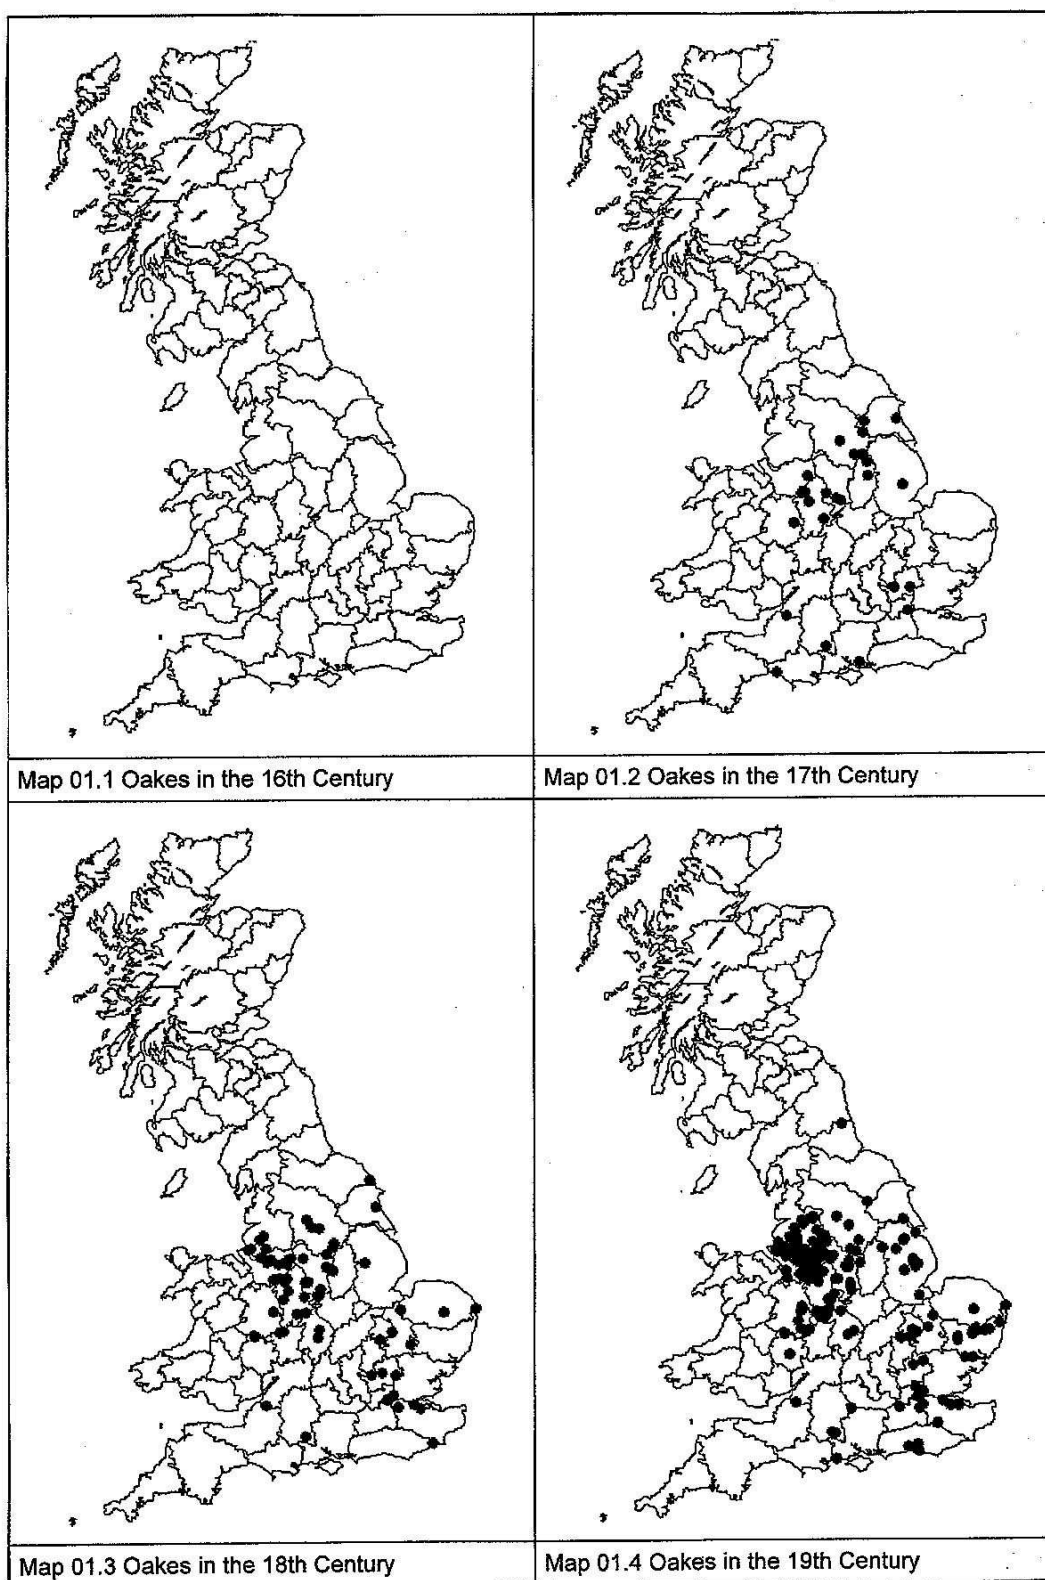 Map 01.1 Oakes in the 16th Century
Map 01.2 Oakes in the 17th Century
Map 01.3 Oakes in the 18th Century
Map 01.4 Oakes in the 19th Century